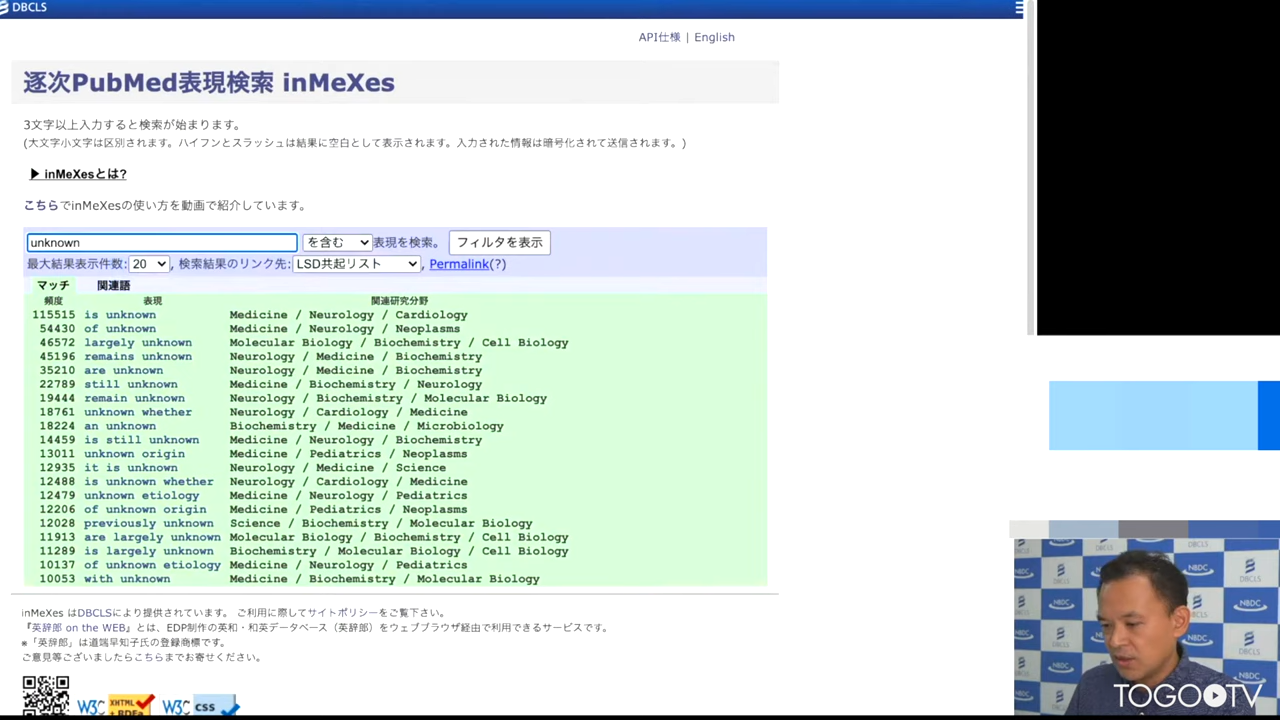 DBCLS
API仕様 | English
逐次PubMed表現検索 inMeXes
3文字以上入力すると検索が始まります。
(大文字小文字は区別されます。ハイフンとスラッシュは結果に空白として表示されます。入力された情報は暗号化されて送信されます。)
▶ inMeXesとは?
こちらでinMeXesの使い方を動画で紹介しています。
unknown を含む 表現を検索。 フィルタを表示
最大結果表示件数: 20 , 検索結果のリンク先: LSD共起リスト , Permalink(?)
マッチ 関連語
頻度 表現 関連研究分野
115515 is unknown Medicine / Neurology / Cardiology
54430 of unknown Medicine / Neurology / Neoplasms
46572 largely unknown Molecular Biology / Biochemistry / Cell Biology
45196 remains unknown Neurology / Medicine / Biochemistry
35210 are unknown Neurology / Medicine / Biochemistry
22789 still unknown Medicine / Biochemistry / Neurology
19444 remain unknown Neurology / Biochemistry / Molecular Biology
18761 unknown whether Neurology / Cardiology / Medicine
18224 an unknown Biochemistry / Medicine / Microbiology
14459 is still unknown Medicine / Neurology / Biochemistry
13011 unknown origin Medicine / Pediatrics / Neoplasms
12935 it is unknown Neurology / Medicine / Science
12488 is unknown whether Neurology / Cardiology / Medicine
12479 unknown etiology Medicine / Neurology / Pediatrics
12206 of unknown origin Medicine / Pediatrics / Neoplasms
12028 previously unknown Science / Biochemistry / Molecular Biology
11913 are largely unknown Molecular Biology / Biochemistry / Cell Biology
11289 is largely unknown Biochemistry / Molecular Biology / Cell Biology
10137 of unknown etiology Medicine / Neurology / Pediatrics
10053 with unknown Medicine / Biochemistry / Molecular Biology
inMeXes はDBCLSにより提供されています。 ご利用に際してサイトポリシーをご覧下さい。
『英辞郎 on the WEB』とは、EDP制作の英和・和英データベース（英辞郎）をウェブブラウザ経由で利用できるサービスです。
※「英辞郎」は道端早知子氏の登録商標です。
ご意見等ございましたらこちらまでお寄せください。
W3C XHTML + RDFa W3C css
DBCLS
NBDC
TOGO TV